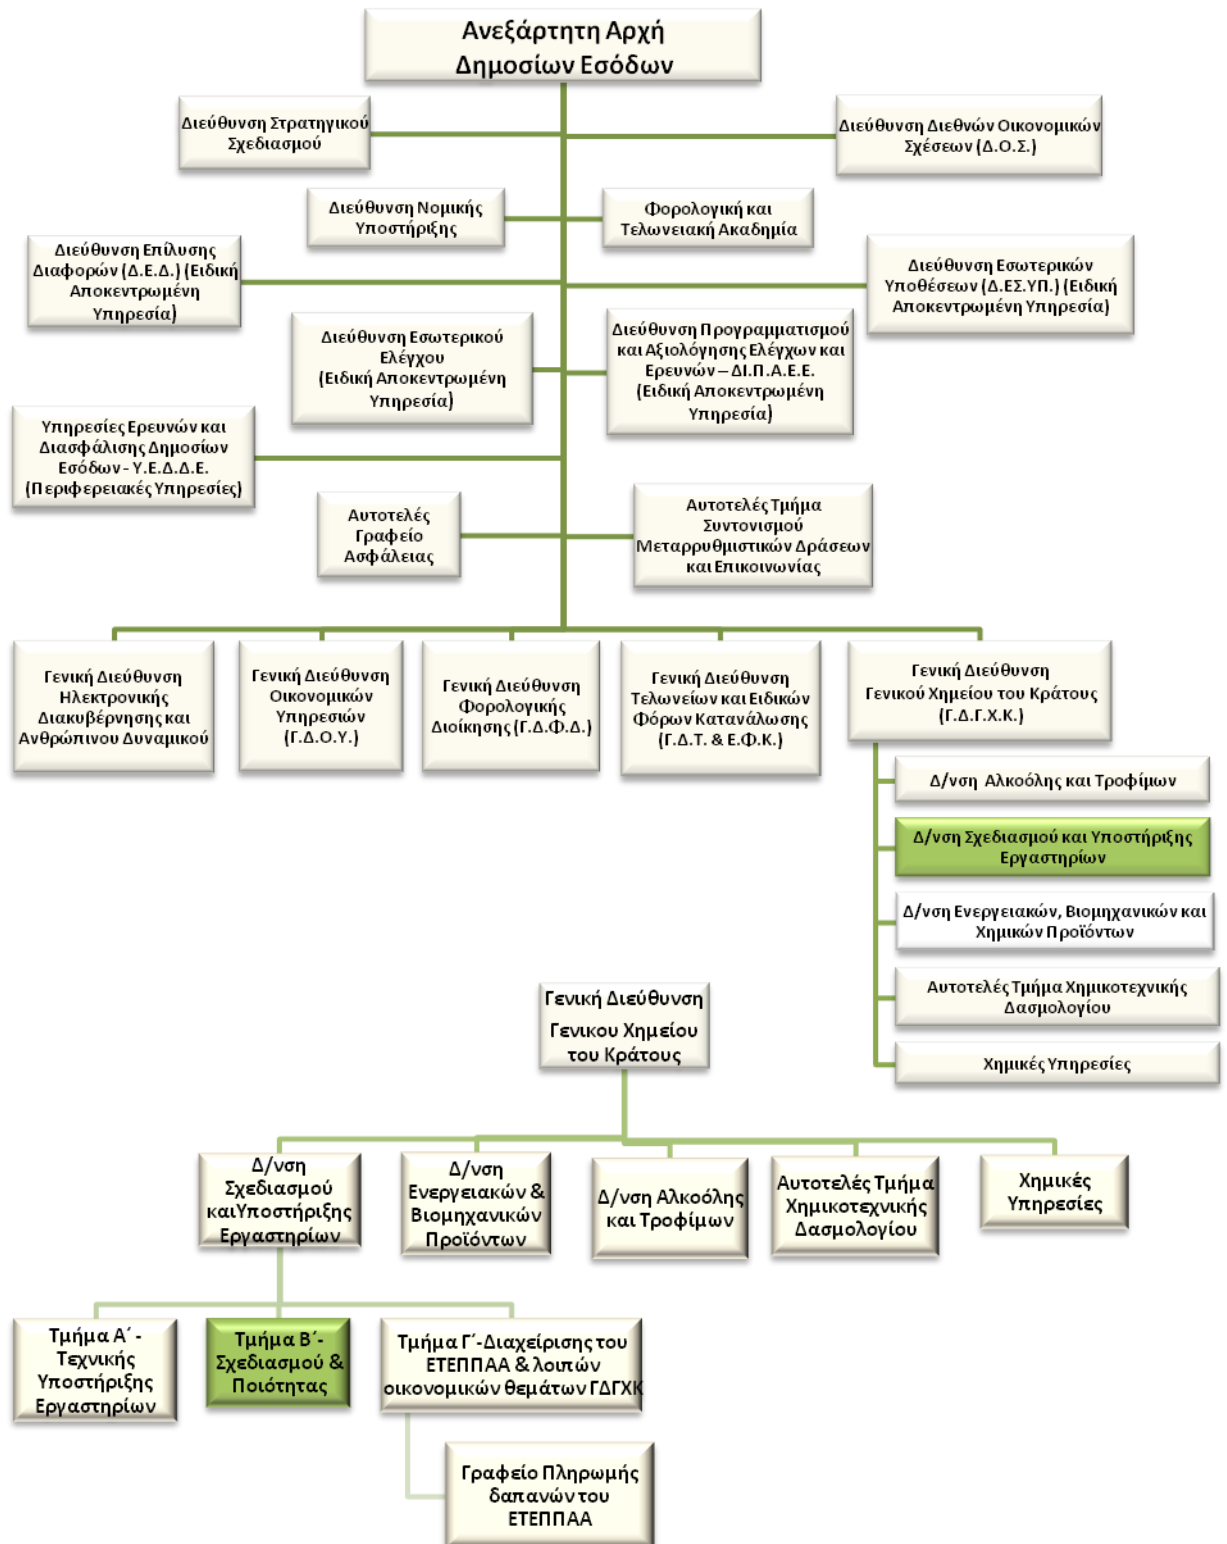 Ανεξάρτητη Αρχή
Δημοσίων Εσόδων
Διεύθυνση Στρατηγικού
Σχεδιασμού
Διεύθυνση Διεθνών Οικονομικών
Σχέσεων (Δ.Ο.Σ.)
Διεύθυνση Νομικής
Υποστήριξης
Φορολογική και
Τελωνειακή Ακαδημία
Διεύθυνση Επίλυσης
Διαφορών (Δ.Ε.Δ.) (Ειδική
Αποκεντρωμένη
Υπηρεσία)
Διεύθυνση Εσωτερικών
Υποθέσεων (Δ.ΕΣ.ΥΠ.) (Ειδική
Αποκεντρωμένη Υπηρεσία)
Διεύθυνση Εσωτερικού
Ελέγχου
(Ειδική Αποκεντρωμένη
Υπηρεσία)
Διεύθυνση Προγραμματισμού
και Αξιολόγησης Ελέγχων και
Ερευνών – ΔΙ.Π.Α.Ε.Ε.
(Ειδική Αποκεντρωμένη
Υπηρεσία)
Υπηρεσίες Ερευνών και
Διασφάλισης Δημοσίων
Εσόδων - Υ.Ε.Δ.Δ.Ε.
(Περιφερειακές Υπηρεσίες)
Αυτοτελές
Γραφείο
Ασφάλειας
Αυτοτελές Τμήμα
Συντονισμού
Μεταρρυθμιστικών Δράσεων
και Επικοινωνίας
Γενική Διεύθυνση
Ηλεκτρονικής
Διακυβέρνησης και
Ανθρώπινου Δυναμικού
Γενική Διεύθυνση
Οικονομικών
Υπηρεσιών
(Γ.Δ.Ο.Υ.)
Γενική Διεύθυνση
Φορολογικής
Διοίκησης (Γ.Δ.Φ.Δ.)
Γενική Διεύθυνση
Τελωνείων και Ειδικών
Φόρων Κατανάλωσης
(Γ.Δ.Τ. & Ε.Φ.Κ.)
Γενική Διεύθυνση
Γενικού Χημείου του Κράτους
(Γ.Δ.Γ.Χ.Κ.)
Δ/νση Αλκοόλης και Τροφίμων
Δ/νση Σχεδιασμού και Υποστήριξης
Εργαστηρίων
Δ/νση Ενεργειακών, Βιομηχανικών και
Χημικών Προϊόντων
Αυτοτελές Τμήμα Χημικοτεχνικής
Δασμολογίου
Χημικές Υπηρεσίες
Γενική Διεύθυνση
Γενικου Χημείου
του Κράτους
Δ/νση
Σχεδιασμού
καιΥποστήριξης
Εργαστηρίων
Δ/νση
Ενεργειακών &
Βιομηχανικών
Προϊόντων
Δ/νση Αλκοόλης
και Τροφίμων
Αυτοτελές Τμήμα
Χημικοτεχνικής
Δασμολογίου
Χημικές
Υπηρεσίες
Τμήμα Α΄ -
Τεχνικής
Υποστήριξης
Εργαστηρίων
Τμήμα Β΄-
Σχεδιασμού &
Ποιότητας
Τμήμα Γ΄-Διαχείρισης του
ΕΤΕΠΠΑΑ & λοιπών
οικονομικών θεμάτων ΓΔΓΧΚ
Γραφείο Πληρωμής
δαπανών του
ΕΤΕΠΠΑΑ